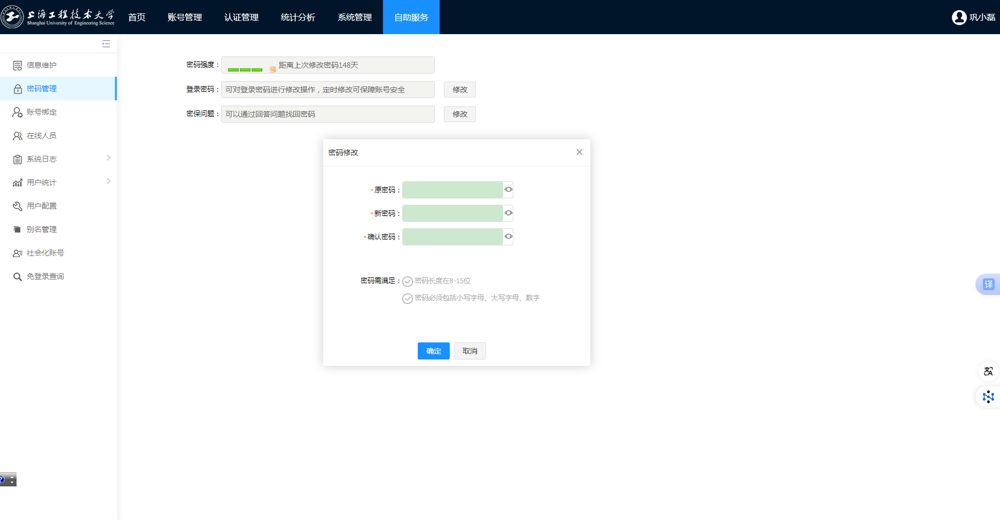 上海工程技术大学
Shanghai University of Engineering Science
首页 账号管理 认证管理 统计分析 系统管理 自助服务
巩小磊
信息维护
密码管理
账号绑定
在线人员
系统日志
用户统计
用户配置
别名管理
社会化账号
免登录查询
密码强度： 强 距离上次修改密码148天
登录密码： 可对登录密码进行修改操作，定时修改可保障账号安全 修改
密保问题： 可以通过回答问题找回密码 修改
密码修改
*原密码：
*新密码：
*确认密码：
密码需满足： 密码长度在8-15位
密码必须包括小写字母、大写字母、数字
确定 取消
译